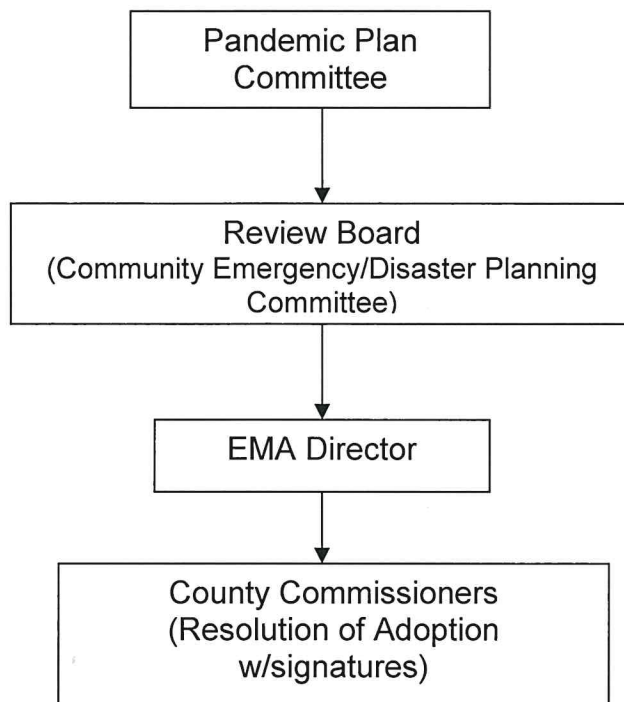 Pandemic Plan
Committee
Review Board
(Community Emergency/Disaster Planning
Committee)
EMA Director
County Commissioners
(Resolution of Adoption
w/signatures)